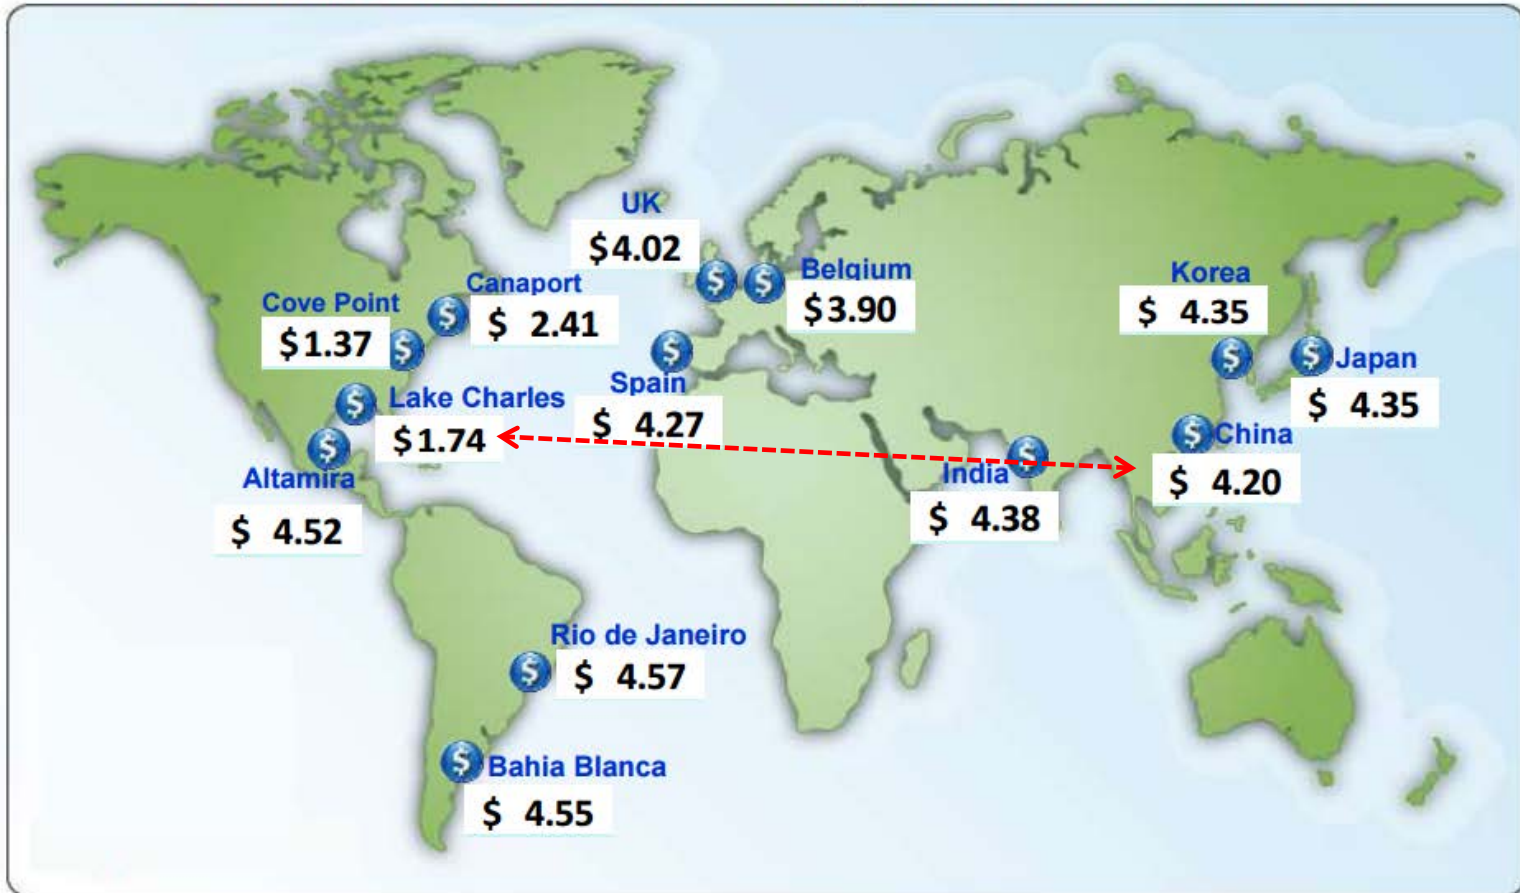 UK
$4.02
Belgium
$3.90
Canaport
$ 2.41
Cove Point
$1.37
Korea
$ 4.35
Japan
$ 4.35
Spain
$ 4.27
Lake Charles
$1.74
China
$ 4.20
Altamira
$ 4.52
India
$ 4.38
Rio de Janeiro
$ 4.57
Bahia Blanca
$ 4.55